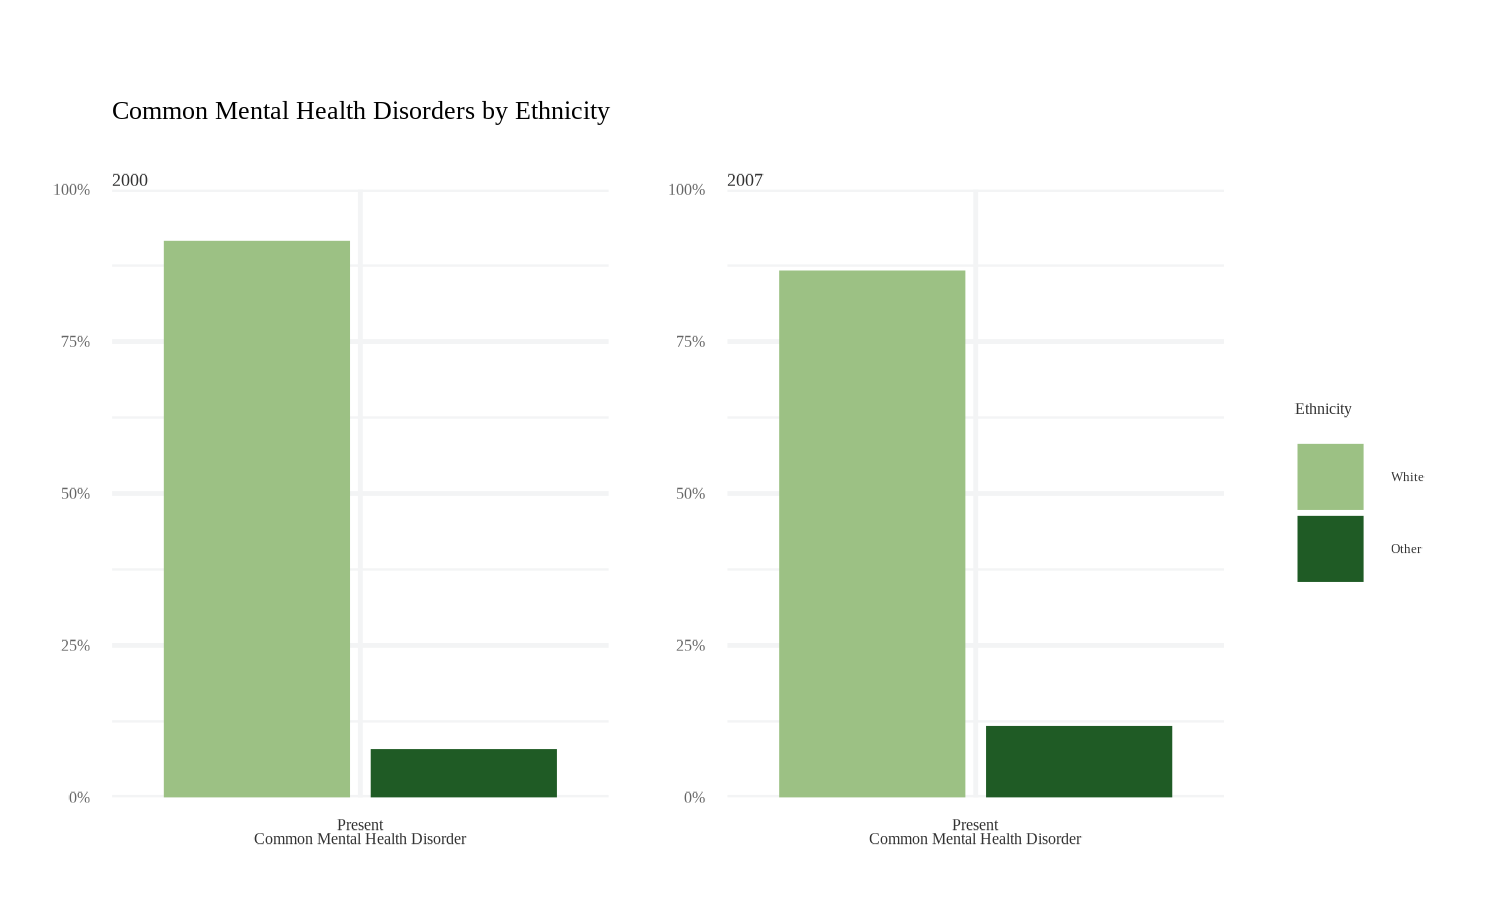 Common Mental Health Disorders by Ethnicity
2000
100%
75%
50%
25%
0%
Present
Common Mental Health Disorder
2007
100%
75%
50%
25%
0%
Present
Common Mental Health Disorder
Ethnicity
White
Other